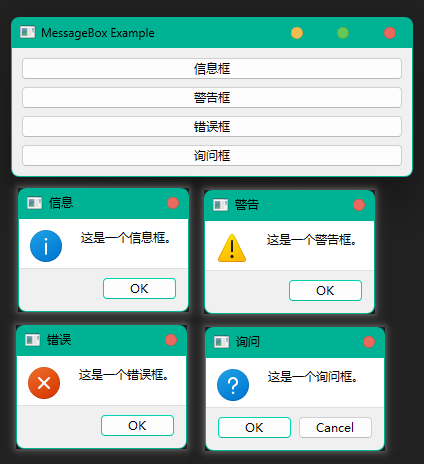 MessageBox Example
信息框
警告框
错误框
询问框
信息
这是一个信息框。
OK
警告
这是一个警告框。
OK
错误
这是一个错误框。
OK
询问
这是一个询问框。
OK Cancel